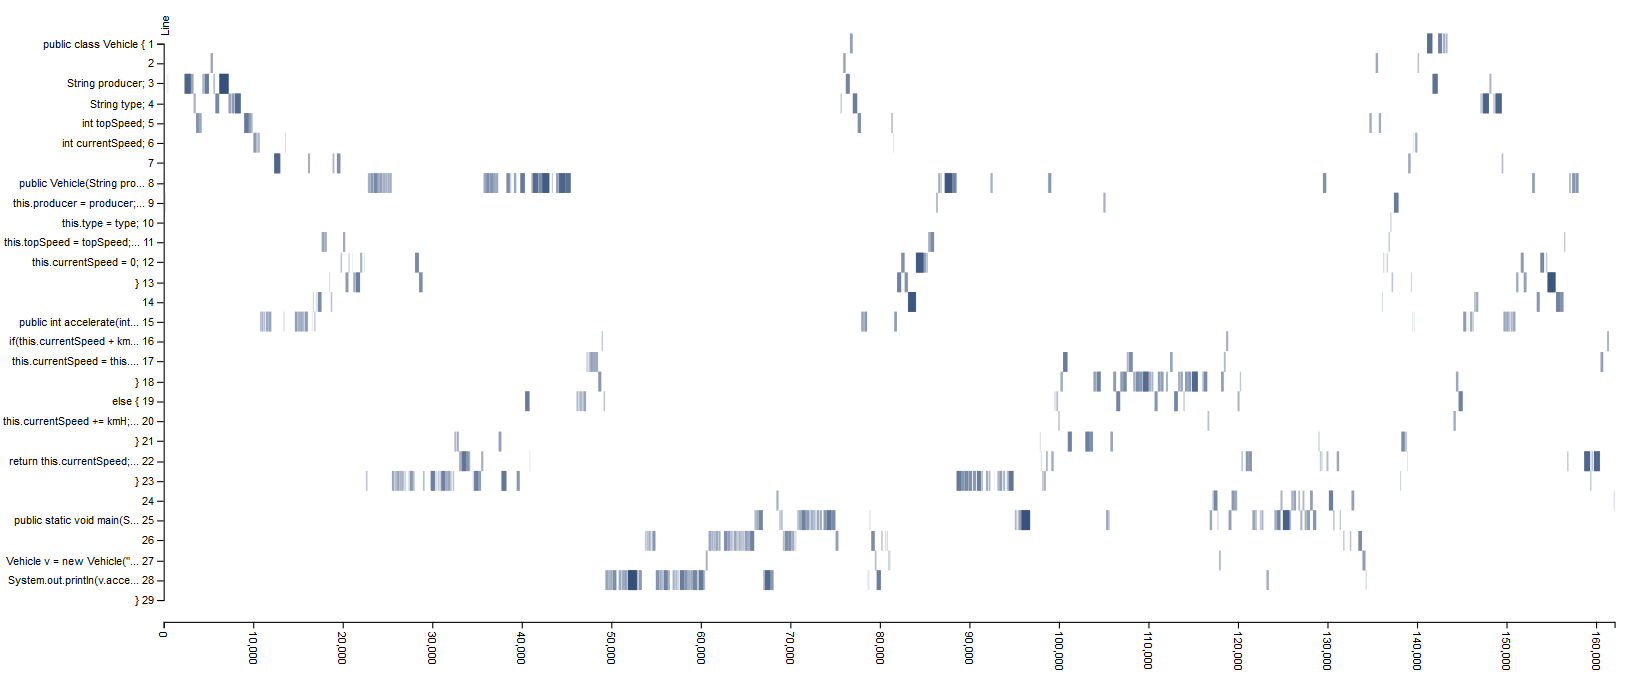 Line
public class Vehicle { 1
2
String producer; 3
String type; 4
int topSpeed; 5
int currentSpeed; 6
7
public Vehicle(String pro... 8
this.producer = producer;... 9
this.type = type; 10
this.topSpeed = topSpeed;... 11
this.currentSpeed = 0; 12
} 13
14
public int accelerate(int... 15
if(this.currentSpeed + km... 16
this.currentSpeed = this.... 17
} 18
else { 19
this.currentSpeed += kmH;... 20
} 21
return this.currentSpeed;... 22
} 23
24
public static void main(S... 25
26
Vehicle v = new Vehicle("... 27
System.out.println(v.acce... 28
} 29
0
10,000
20,000
30,000
40,000
50,000
60,000
70,000
80,000
90,000
100,000
110,000
120,000
130,000
140,000
150,000
160,000